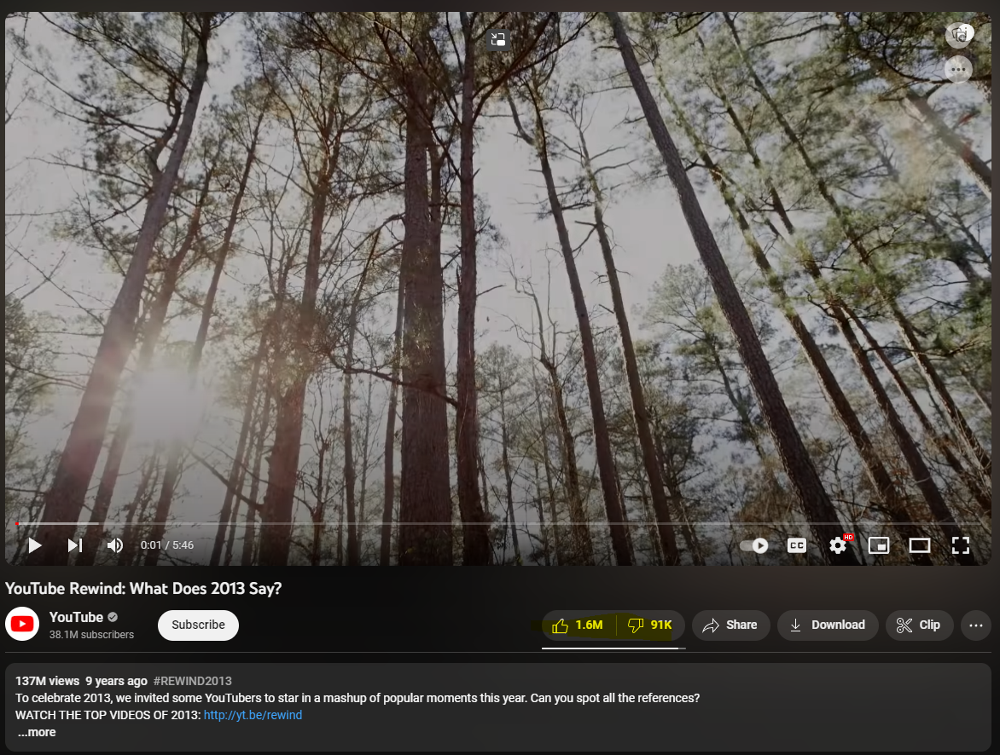 0:01 / 5:46
CC
HD
YouTube Rewind: What Does 2013 Say?
YouTube
38.1M subscribers
Subscribe
1.6M
91K
Share
Download
Clip
137M views 9 years ago #REWIND2013
To celebrate 2013, we invited some YouTubers to star in a mashup of popular moments this year. Can you spot all the references?
WATCH THE TOP VIDEOS OF 2013: http://yt.be/rewind
...more